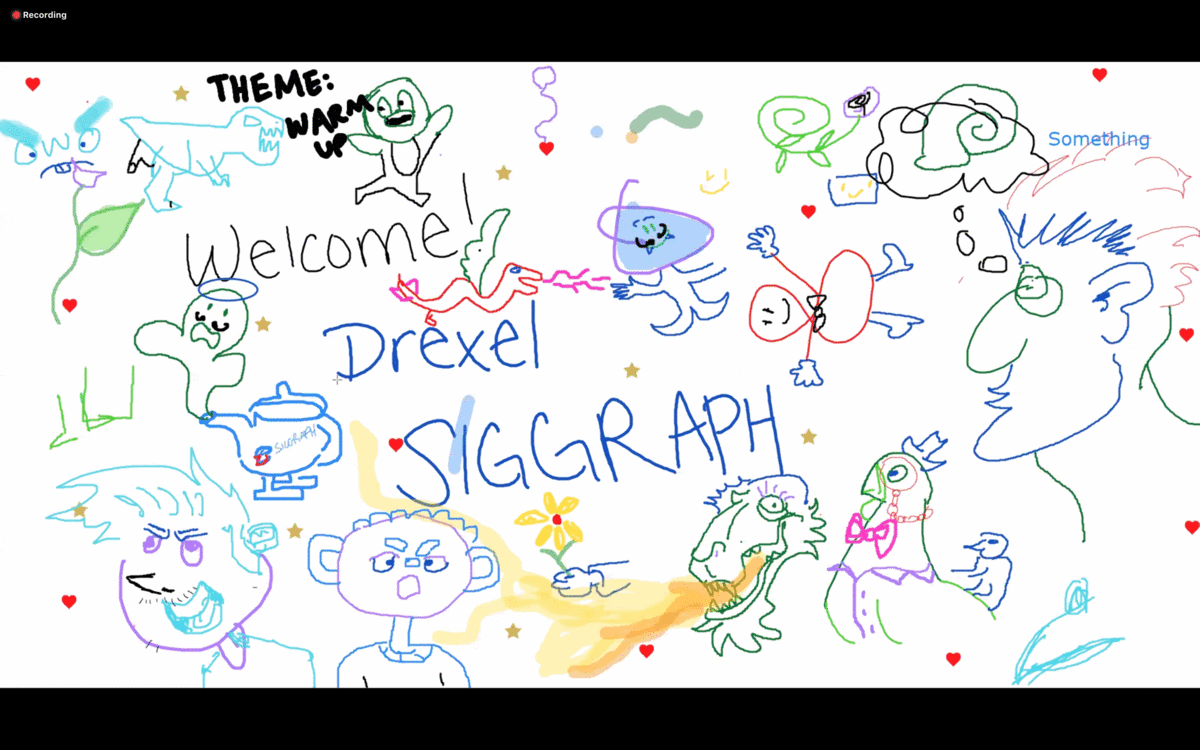 Recording
THEME:
WARM
UP
Something
Welcome!
Drexel
SIGGRAPH
SIGGRAPH